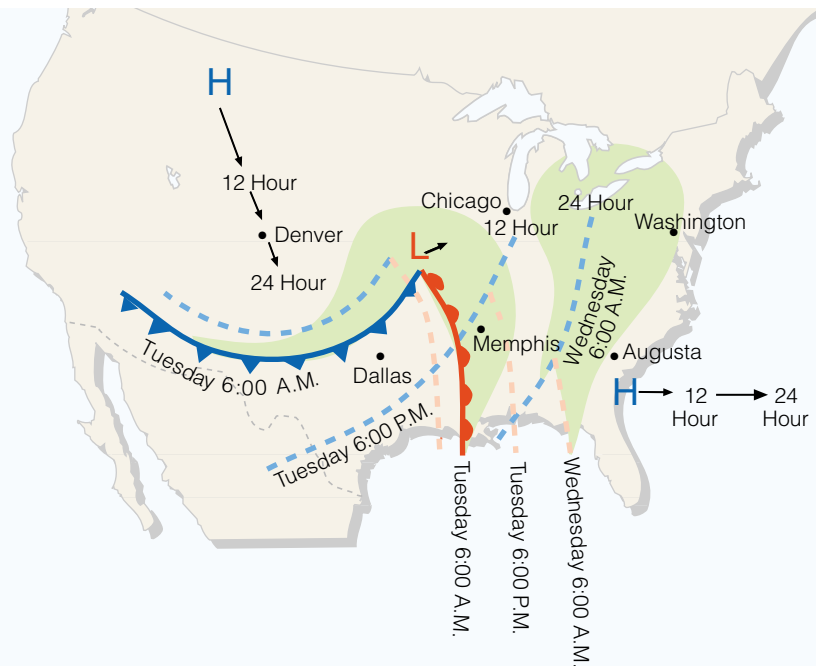 H
12 Hour
Denver
24 Hour
L
Chicago
12 Hour
24 Hour
Washington
Wednesday
6:00 A.M.
Memphis
Augusta
Dallas
Tuesday 6:00 A.M.
Tuesday 6:00 P.M.
H
12
Hour
24
Hour
Tuesday 6:00 A.M.
Tuesday 6:00 P.M.
Wednesday 6:00 A.M.